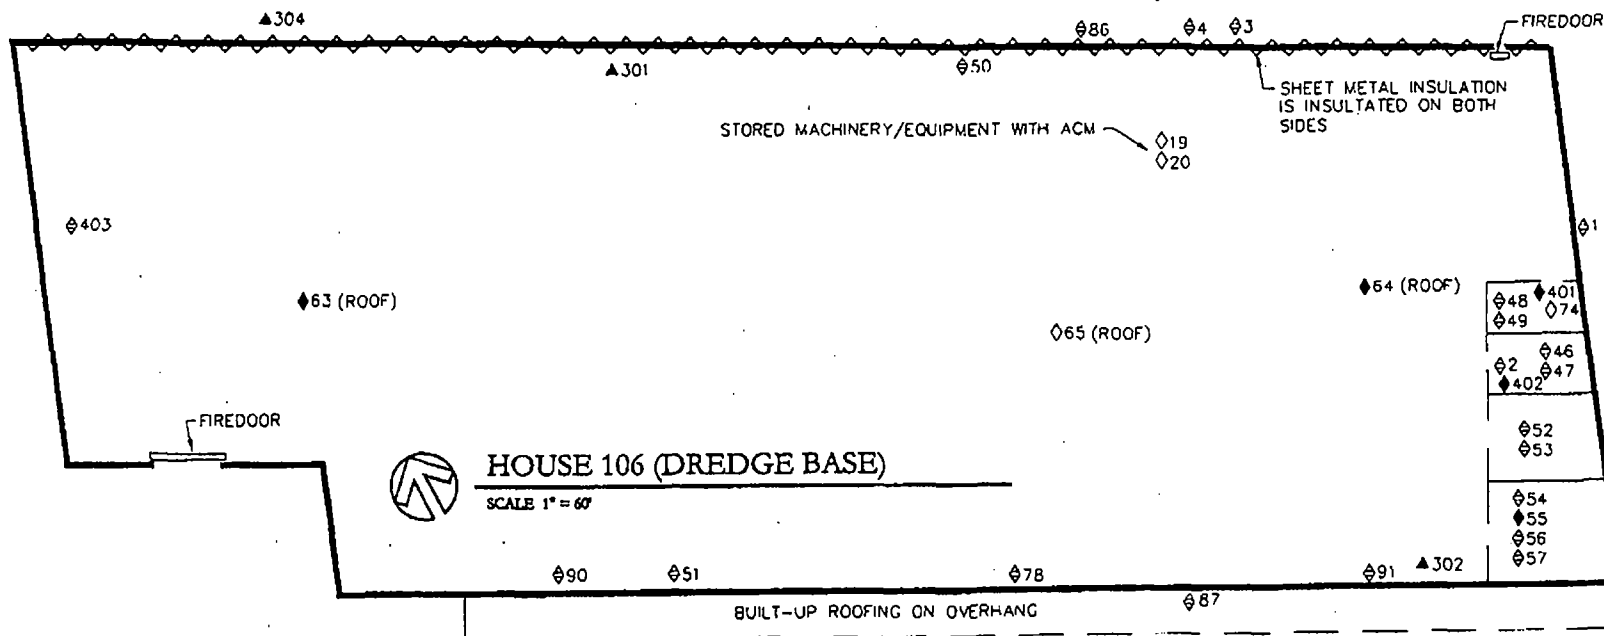 304
86
4
3
FIREDOOR
301
50
SHEET METAL INSULATION
IS INSULTATED ON BOTH
SIDES
STORED MACHINERY/EQUIPMENT WITH ACM
19
20
403
1
63 (ROOF)
64 (ROOF)
48
401
49
74
65 (ROOF)
46
2
47
402
FIREDOOR
52
53
HOUSE 106 (DREDGE BASE)
SCALE 1" = 60'
54
55
56
57
90
51
78
91
302
BUILT-UP ROOFING ON OVERHANG
87